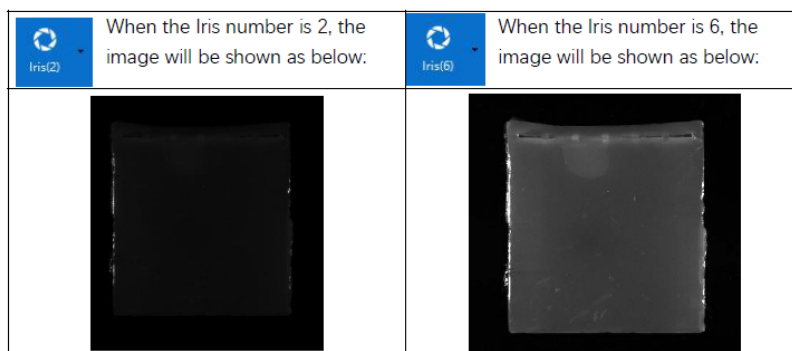 When the Iris number is 2, the
image will be shown as below:
Iris(2)
When the Iris number is 6, the
image will be shown as below:
Iris(6)